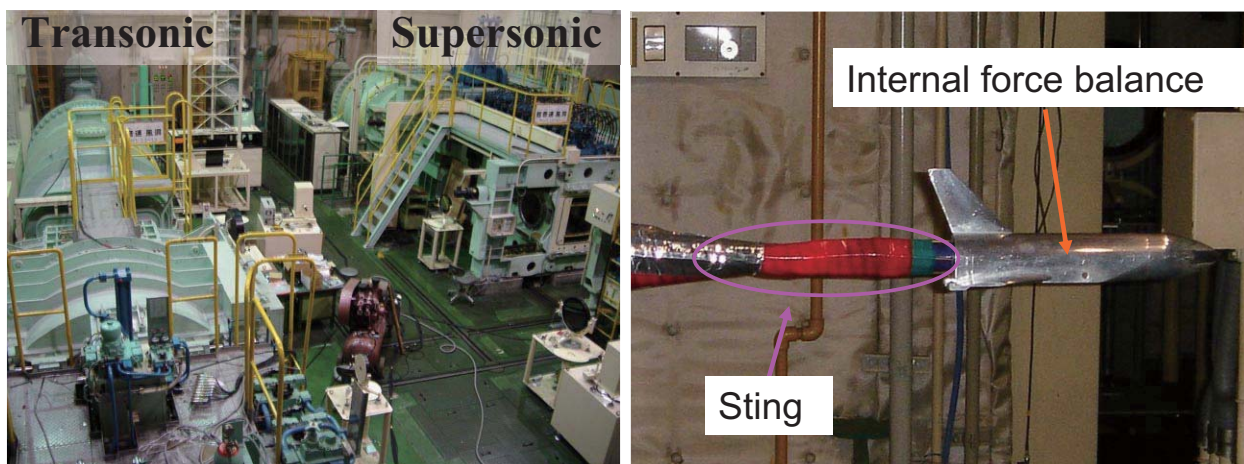 Transonic
Supersonic
Internal force balance
Sting